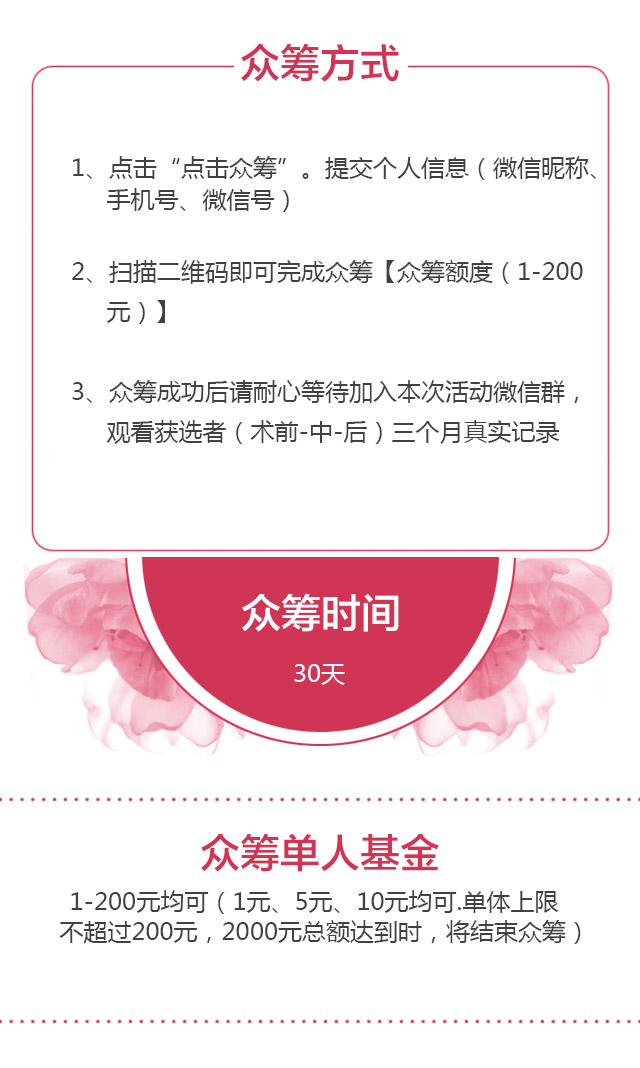 众筹方式
1、点击“点击众筹”。提交个人信息（微信昵称、
手机号、微信号）
2、扫描二维码即可完成众筹【众筹额度（1-200
元）】
3、众筹成功后请耐心等待加入本次活动微信群，
观看获选者（术前-中-后）三个月真实记录
众筹时间
30天
众筹单人基金
1-200元均可（1元、5元、10元均可.单体上限
不超过200元，2000元总额达到时，将结束众筹）